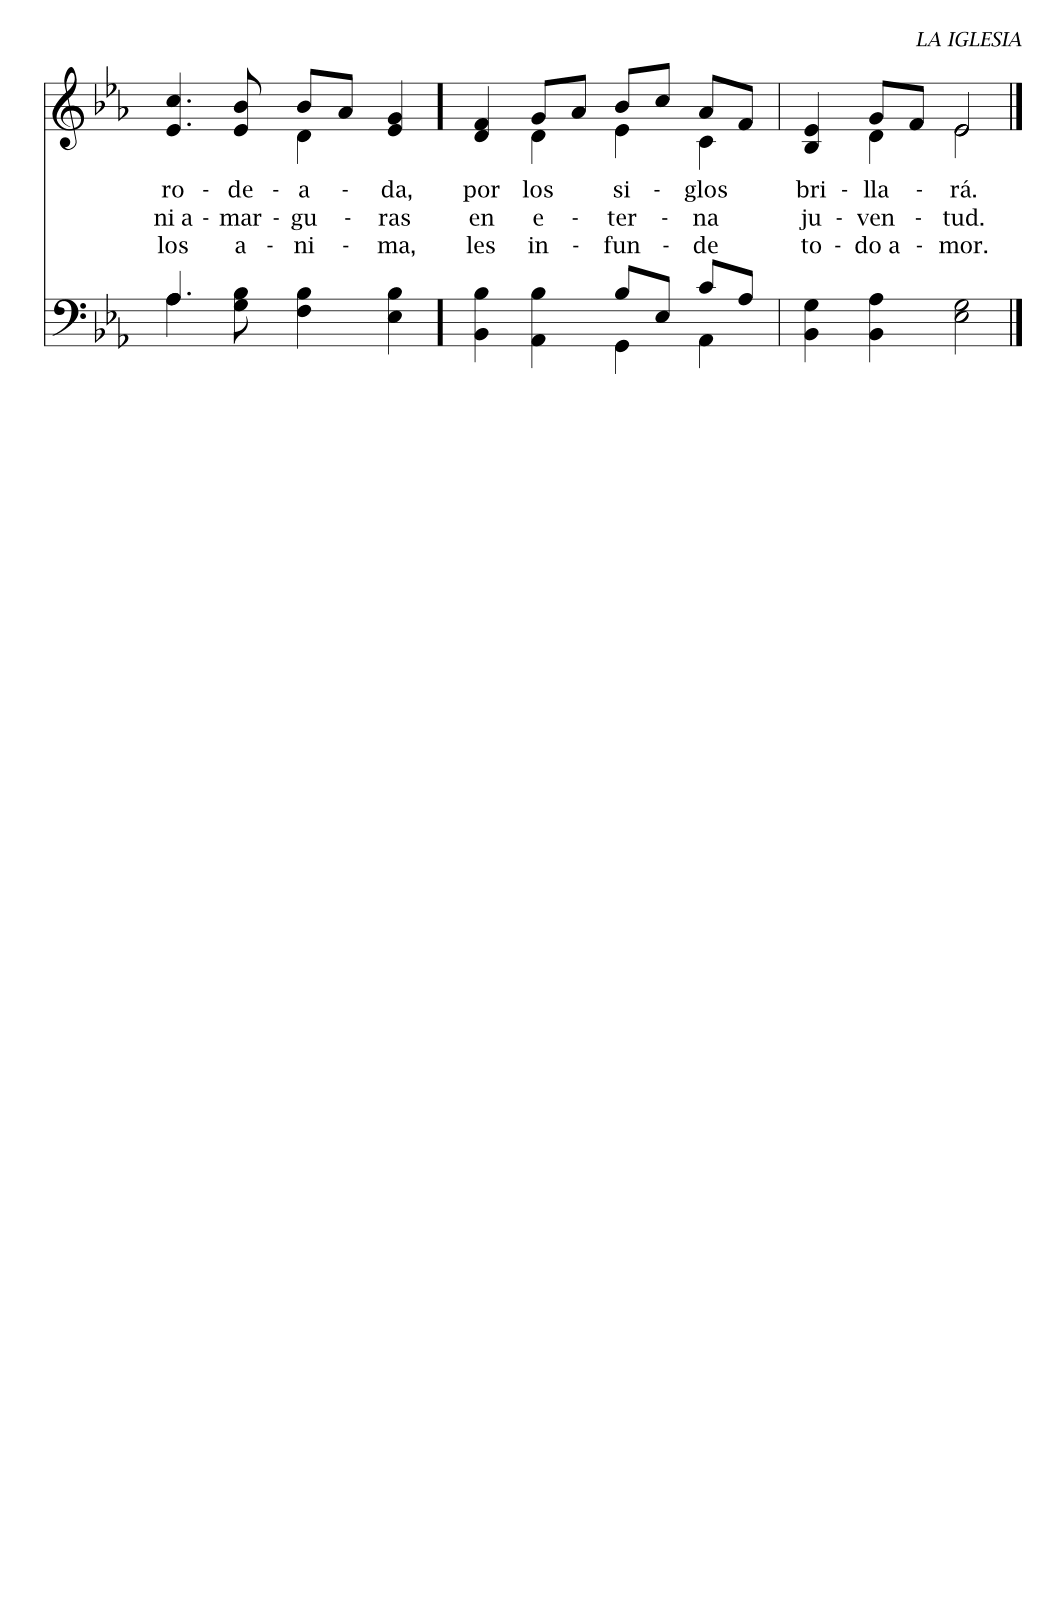 LA IGLESIA
ro - de - a - da, por los si - glos bri - lla - rá.
ni a - mar - gu - ras en e - ter - na ju - ven - tud.
los a - ni - ma, les in - fun - de to - do a - mor.